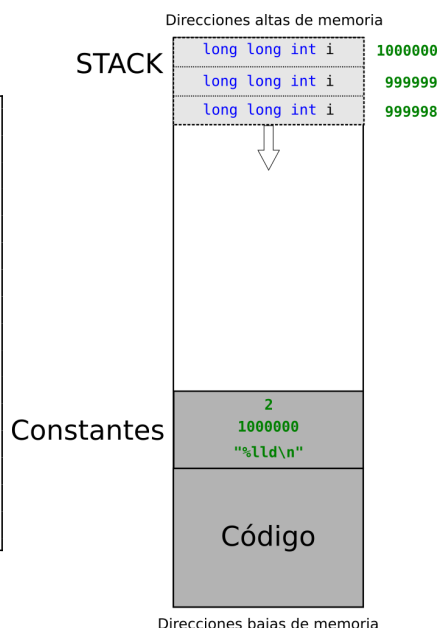 Direcciones altas de memoria
STACK
long long int i 1000000
long long int i 999999
long long int i 999998
2
Constantes
1000000
"%lld\n"
Código
Direcciones bajas de memoria